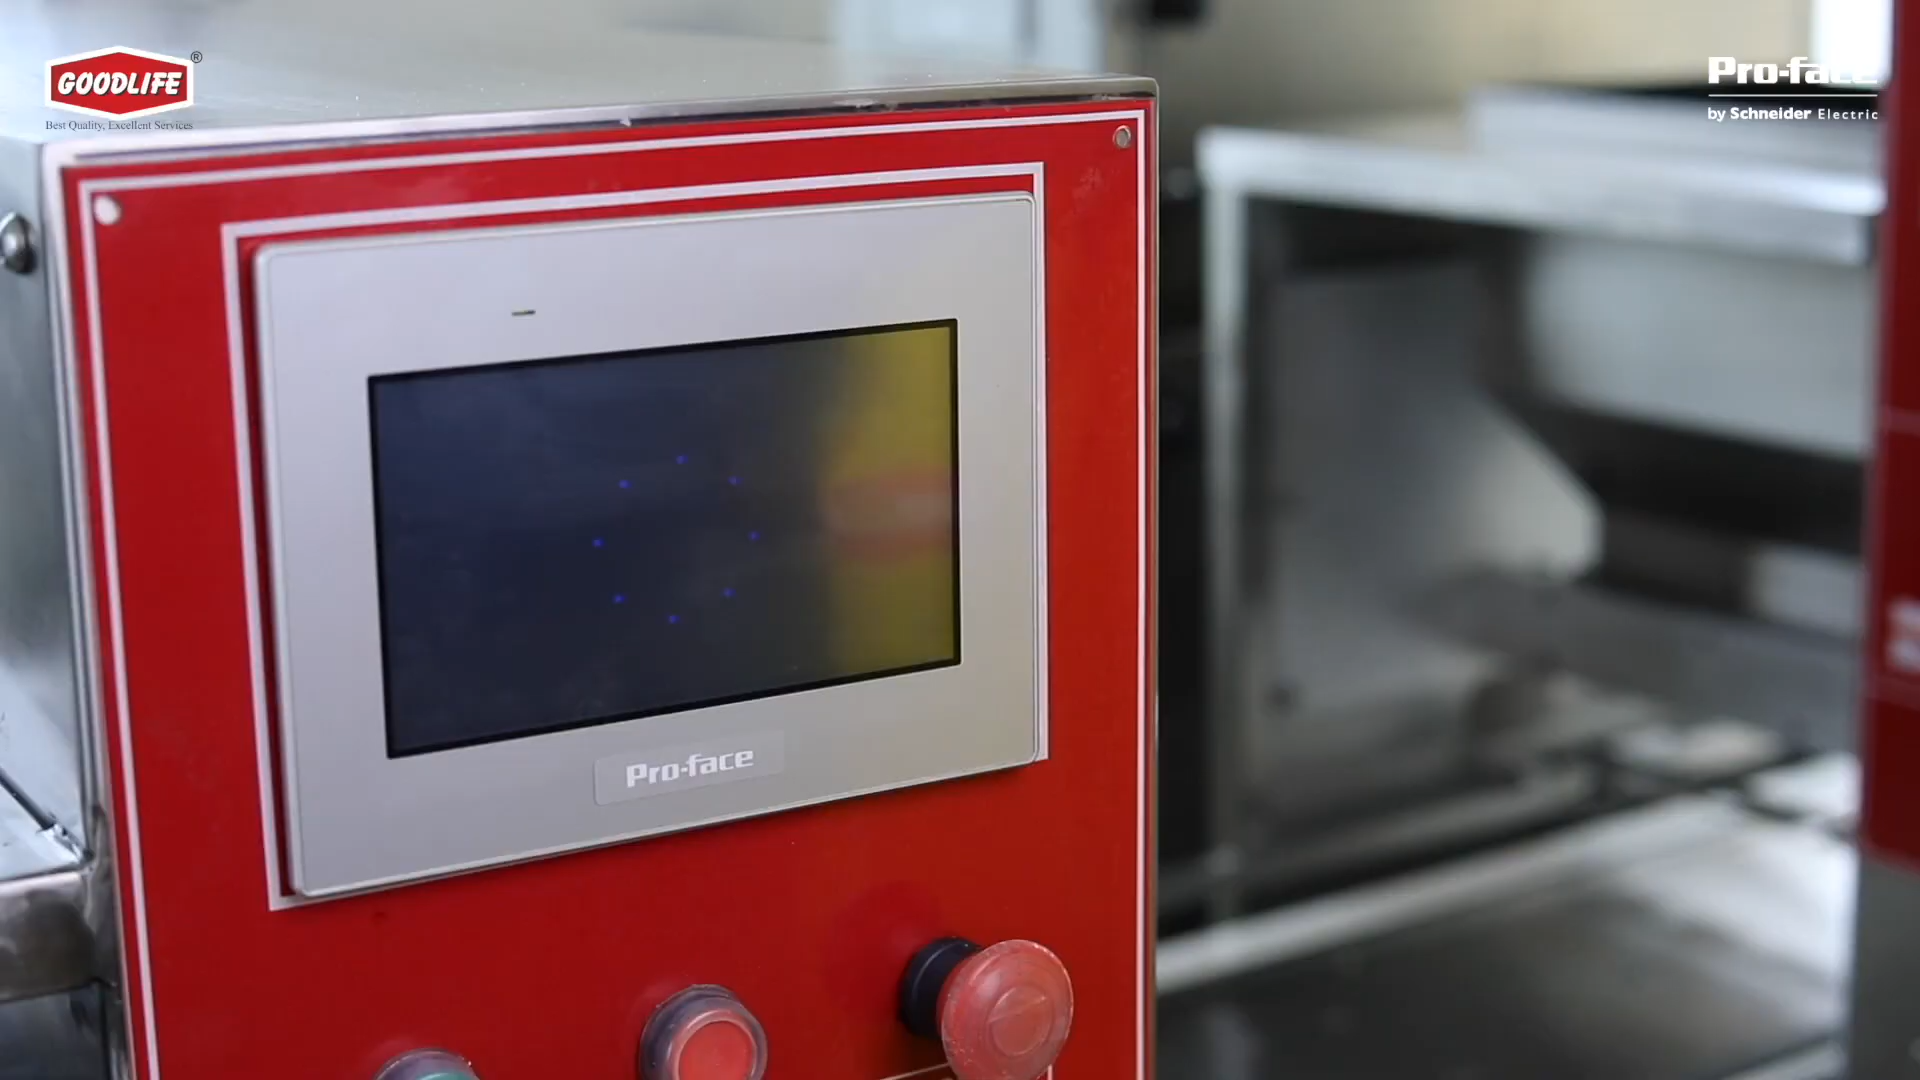 GOODLIFE®
Best Quality, Excellent Services
Pro-face
by Schneider Electric
Pro-face